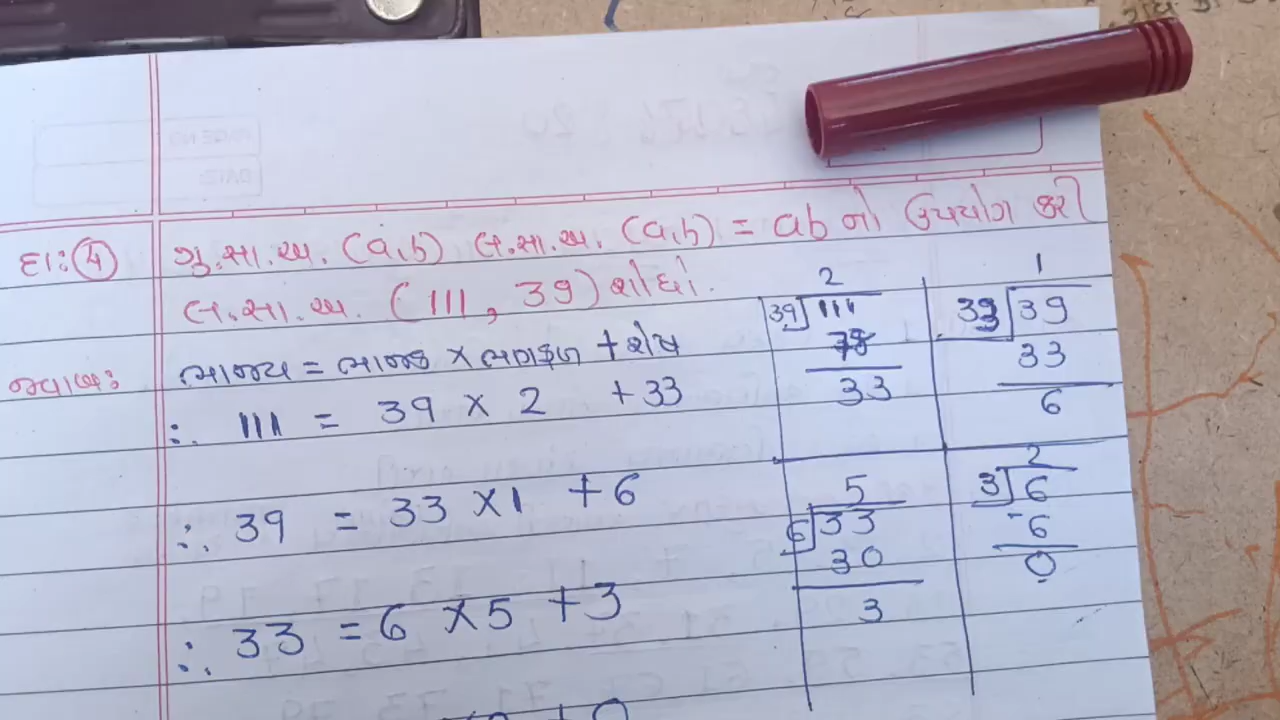 દા: ④ ગુ.સા.અ. (a,b) લ.સા.અ. (a,b) = ab નો ઉપયોગ કરી
લ.સા.અ. (111, 39) શોધો.
જવાબ: ભાજ્ય = ભાજક × ભાગફળ + શેષ
∴ 111 = 39 × 2 + 33
∴ 39 = 33 × 1 + 6
∴ 33 = 6 × 5 + 3
2
39 111
78
33
1
33 39
33
6
5
6 33
30
3
2
3 6
-6
0